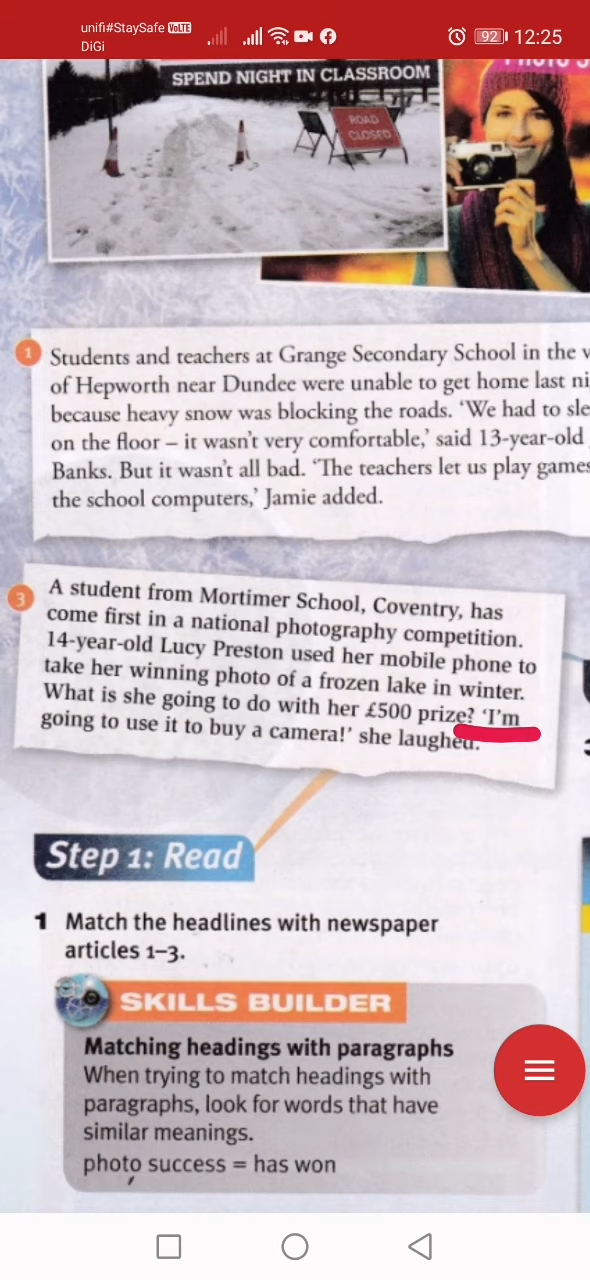 unifi#StaySafe VoLTE
DiGi
92 12:25
SPEND NIGHT IN CLASSROOM
ROAD
CLOSED
1 Students and teachers at Grange Secondary School in the
of Hepworth near Dundee were unable to get home last
because heavy snow was blocking the roads. ‘We had to
on the floor – it wasn’t very comfortable,’ said 13-year-old
Banks. But it wasn’t all bad. ‘The teachers let us play games
the school computers,’ Jamie added.
3 A student from Mortimer School, Coventry, has
come first in a national photography competition.
14-year-old Lucy Preston used her mobile phone to
take her winning photo of a frozen lake in winter.
What is she going to do with her £500 prize? ‘I’m
going to use it to buy a camera!’ she laughed.
Step 1: Read
1 Match the headlines with newspaper
articles 1–3.
SKILLS BUILDER
Matching headings with paragraphs
When trying to match headings with
paragraphs, look for words that have
similar meanings.
photo success = has won